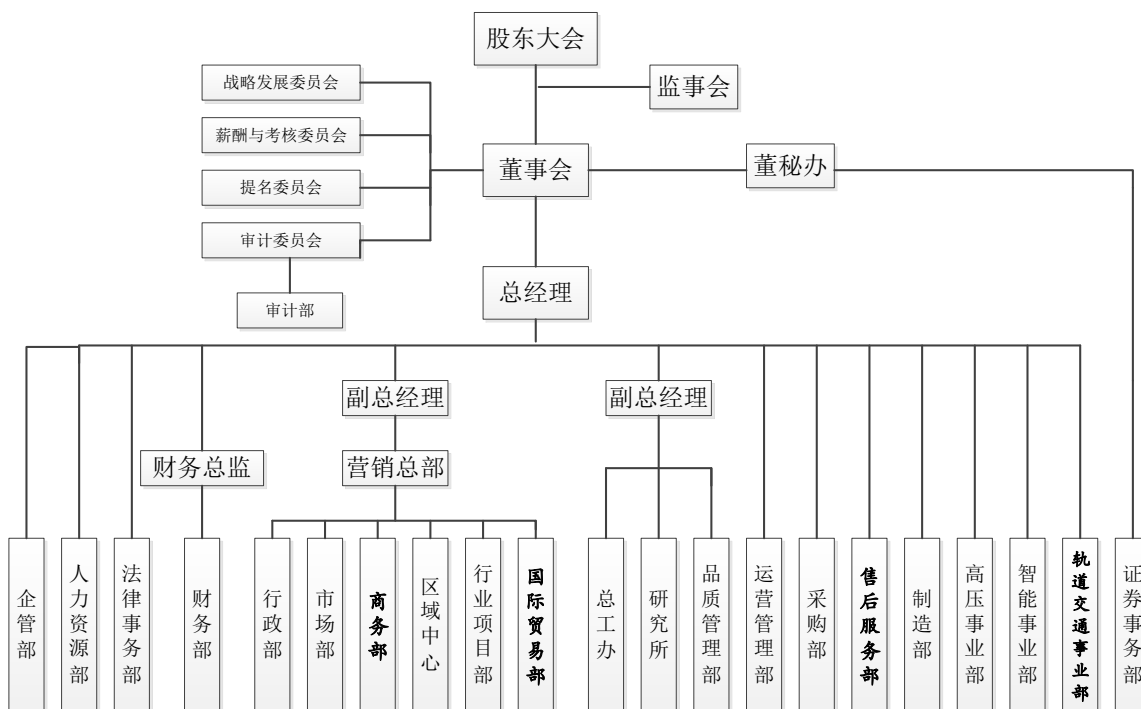 股东大会
监事会
战略发展委员会
薪酬与考核委员会
董事会
董秘办
提名委员会
审计委员会
审计部
总经理
副总经理
副总经理
财务总监
营销总部
企管部
人力资源部
法律事务部
财务部
行政部
市场部
商务部
区域中心
行业项目部
国际贸易部
总工办
研究所
品质管理部
运营管理部
采购部
售后服务部
制造部
高压事业部
智能事业部
轨道交通事业部
证券事务部